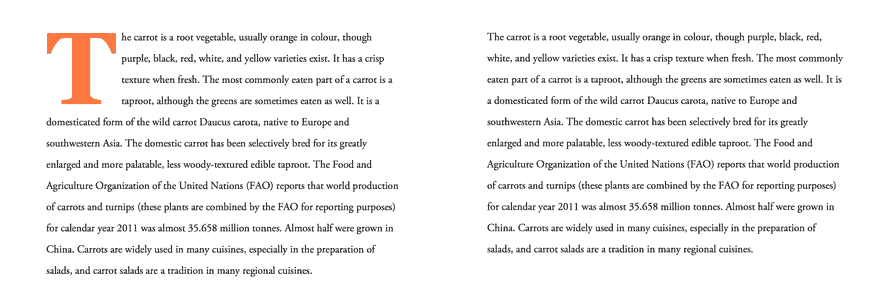 The carrot is a root vegetable, usually orange in colour, though
purple, black, red, white, and yellow varieties exist. It has a crisp
texture when fresh. The most commonly eaten part of a carrot is a
taproot, although the greens are sometimes eaten as well. It is a
domesticated form of the wild carrot Daucus carota, native to Europe and
southwestern Asia. The domestic carrot has been selectively bred for its greatly
enlarged and more palatable, less woody-textured edible taproot. The Food and
Agriculture Organization of the United Nations (FAO) reports that world production
of carrots and turnips (these plants are combined by the FAO for reporting purposes)
for calendar year 2011 was almost 35.658 million tonnes. Almost half were grown in
China. Carrots are widely used in many cuisines, especially in the preparation of
salads, and carrot salads are a tradition in many regional cuisines.
The carrot is a root vegetable, usually orange in colour, though purple, black, red,
white, and yellow varieties exist. It has a crisp texture when fresh. The most commonly
eaten part of a carrot is a taproot, although the greens are sometimes eaten as well. It is
a domesticated form of the wild carrot Daucus carota, native to Europe and
southwestern Asia. The domestic carrot has been selectively bred for its greatly
enlarged and more palatable, less woody-textured edible taproot. The Food and
Agriculture Organization of the United Nations (FAO) reports that world production
of carrots and turnips (these plants are combined by the FAO for reporting purposes)
for calendar year 2011 was almost 35.658 million tonnes. Almost half were grown in
China. Carrots are widely used in many cuisines, especially in the preparation of
salads, and carrot salads are a tradition in many regional cuisines.